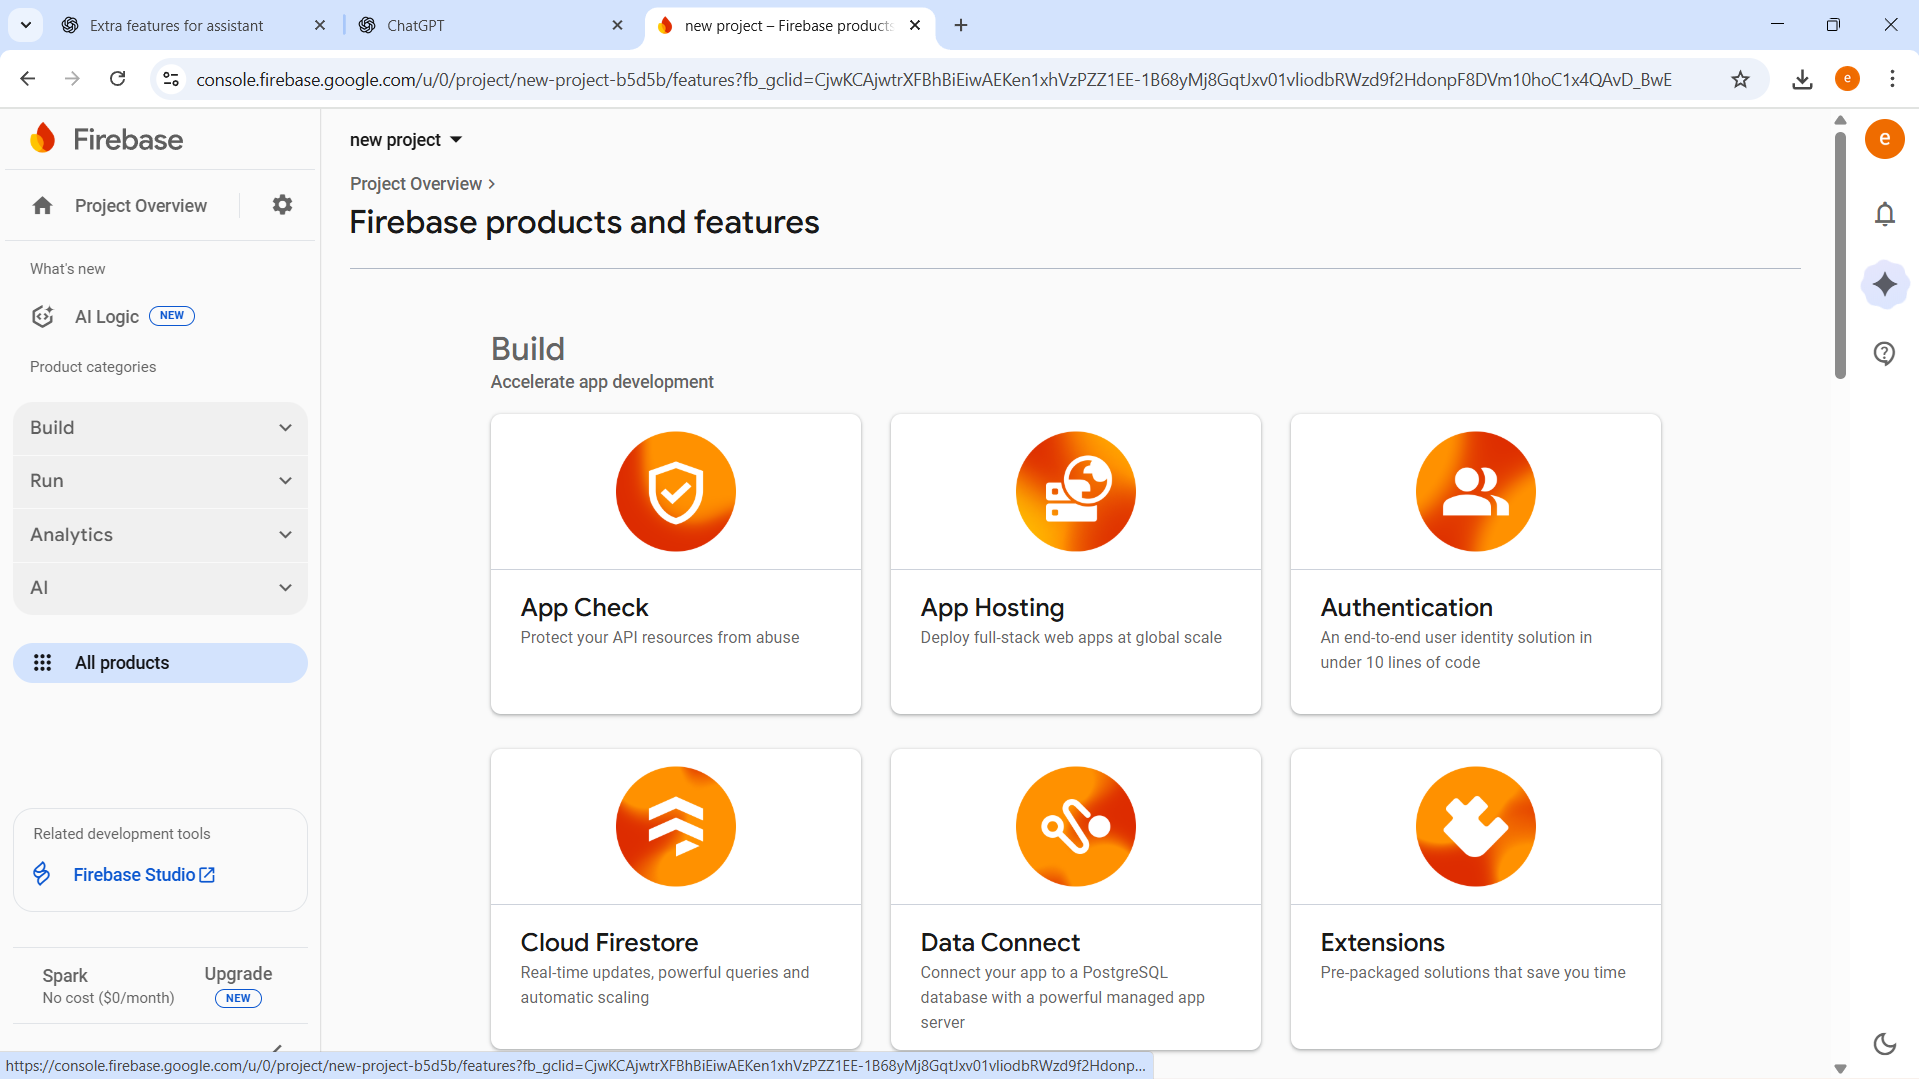 Extra features for assistant
ChatGPT
new project – Firebase products
console.firebase.google.com/u/0/project/new-project-b5d5b/features?fb_gclid=CjwKCAjwtrXFBhBiEiwAEKen1xhVzPZZ1EE-1B68yMj8GqtJxv01vliodbRWzd9f2HdonpF8DVm10hoC1x4QAvD_BwE
e
Firebase
new project
e
Project Overview
Project Overview
Firebase products and features
What's new
AI Logic NEW
Product categories
Build
Run
Analytics
AI
All products
Related development tools
Firebase Studio
Spark
No cost ($0/month)
Upgrade
NEW
Build
Accelerate app development
App Check
Protect your API resources from abuse
App Hosting
Deploy full-stack web apps at global scale
Authentication
An end-to-end user identity solution in
under 10 lines of code
Cloud Firestore
Real-time updates, powerful queries and
automatic scaling
Data Connect
Connect your app to a PostgreSQL
database with a powerful managed app
server
Extensions
Pre-packaged solutions that save you time
https://console.firebase.google.com/u/0/project/new-project-b5d5b/features?fb_gclid=CjwKCAjwtrXFBhBiEiwAEKen1xhVzPZZ1EE-1B68yMj8GqtJxv01vliodbRWzd9f2Hdonp...